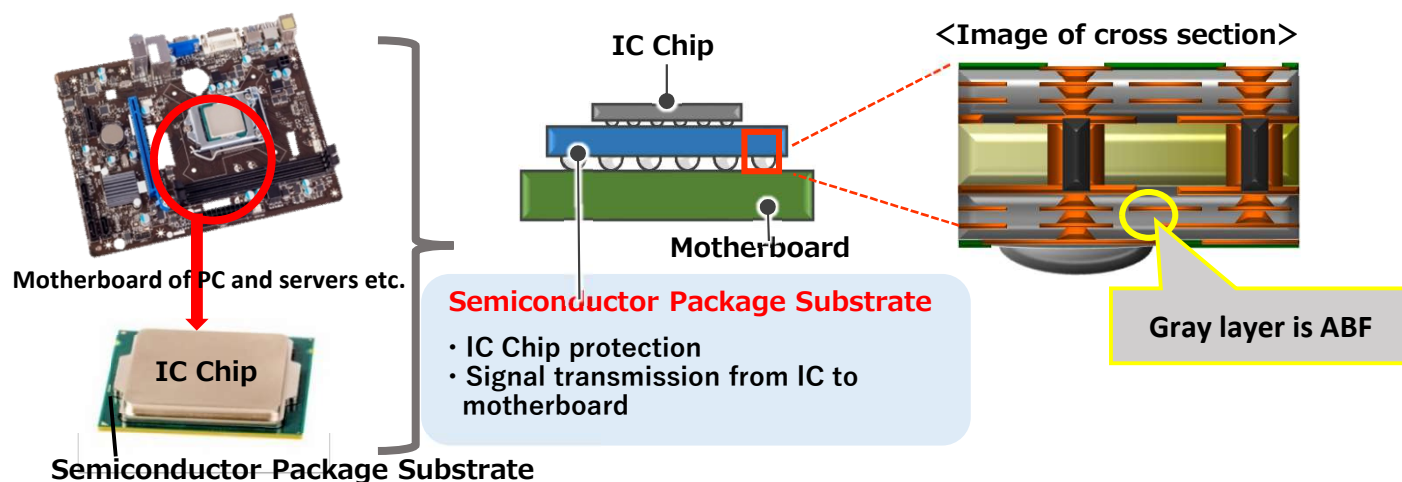 Motherboard of PC and servers etc.
IC Chip
Semiconductor Package Substrate
IC Chip
Motherboard
Semiconductor Package Substrate
・IC Chip protection
・Signal transmission from IC to
motherboard
<Image of cross section>
Gray layer is ABF